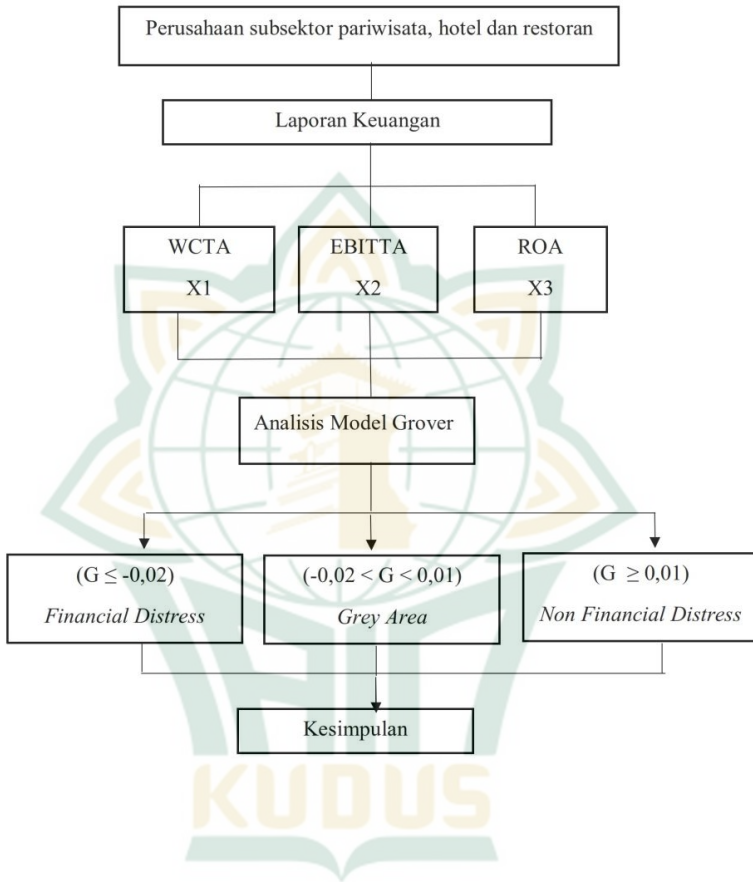 Perusahaan subsektor pariwisata, hotel dan restoran
Laporan Keuangan
WCTA
X1
EBITTA
X2
ROA
X3
Analisis Model Grover
(G ≤ -0,02)
Financial Distress
(-0,02 < G < 0,01)
Grey Area
(G ≥ 0,01)
Non Financial Distress
Kesimpulan
KUDUS